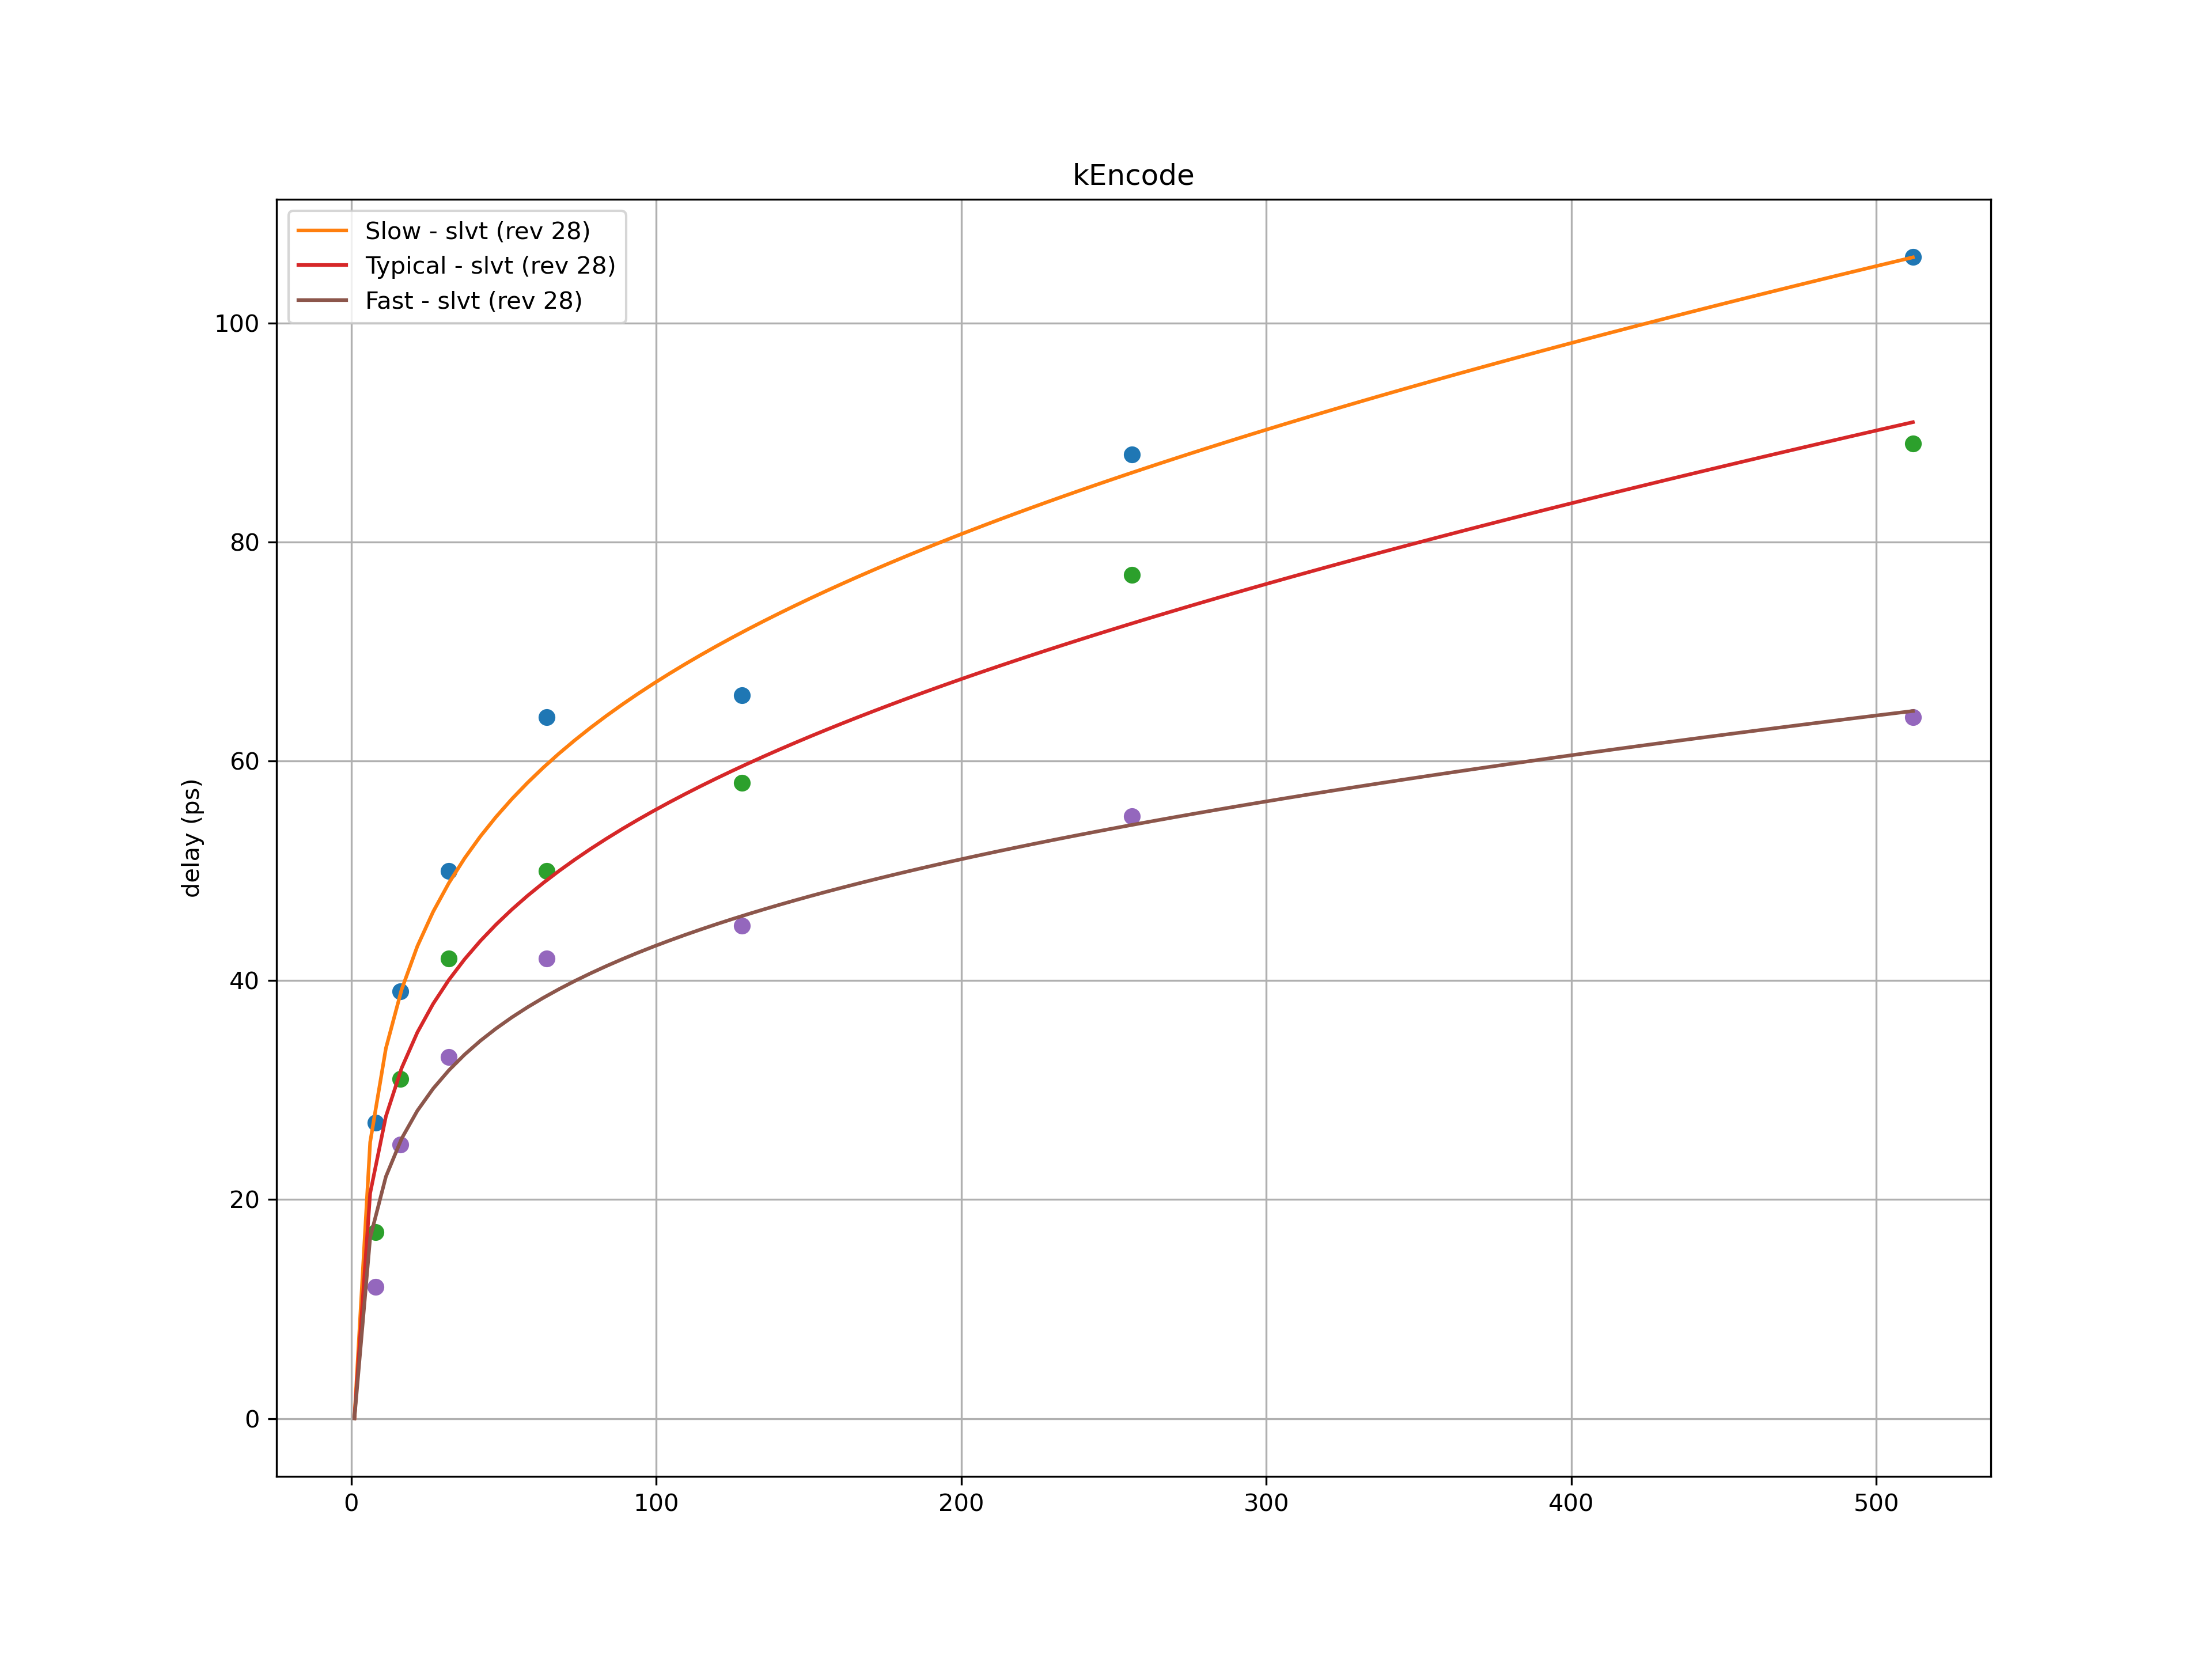 kEncode
Slow - slvt (rev 28)
Typical - slvt (rev 28)
Fast - slvt (rev 28)
delay (ps)
100
80
60
40
20
0
0 100 200 300 400 500